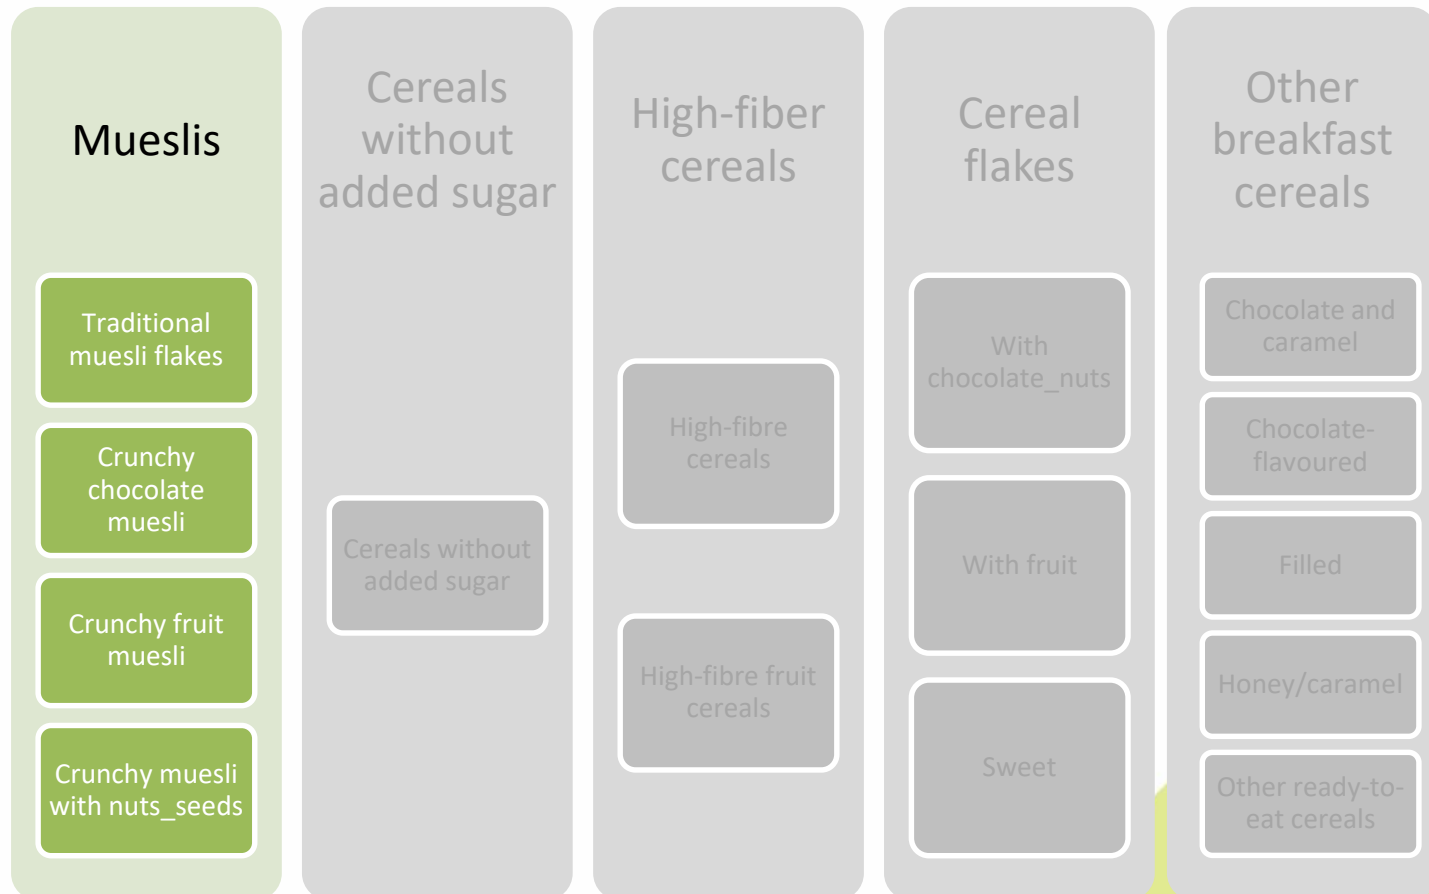 Mueslis
Traditional
muesli flakes
Crunchy
chocolate
muesli
Crunchy fruit
muesli
Crunchy muesli
with nuts_seeds
Cereals
without
added sugar
Cereals without
added sugar
High-fiber
cereals
High-fibre
cereals
High-fibre fruit
cereals
Cereal
flakes
With
chocolate_nuts
With fruit
Sweet
Other
breakfast
cereals
Chocolate and
caramel
Chocolate-
flavoured
Filled
Honey/caramel
Other ready-to-
eat cereals